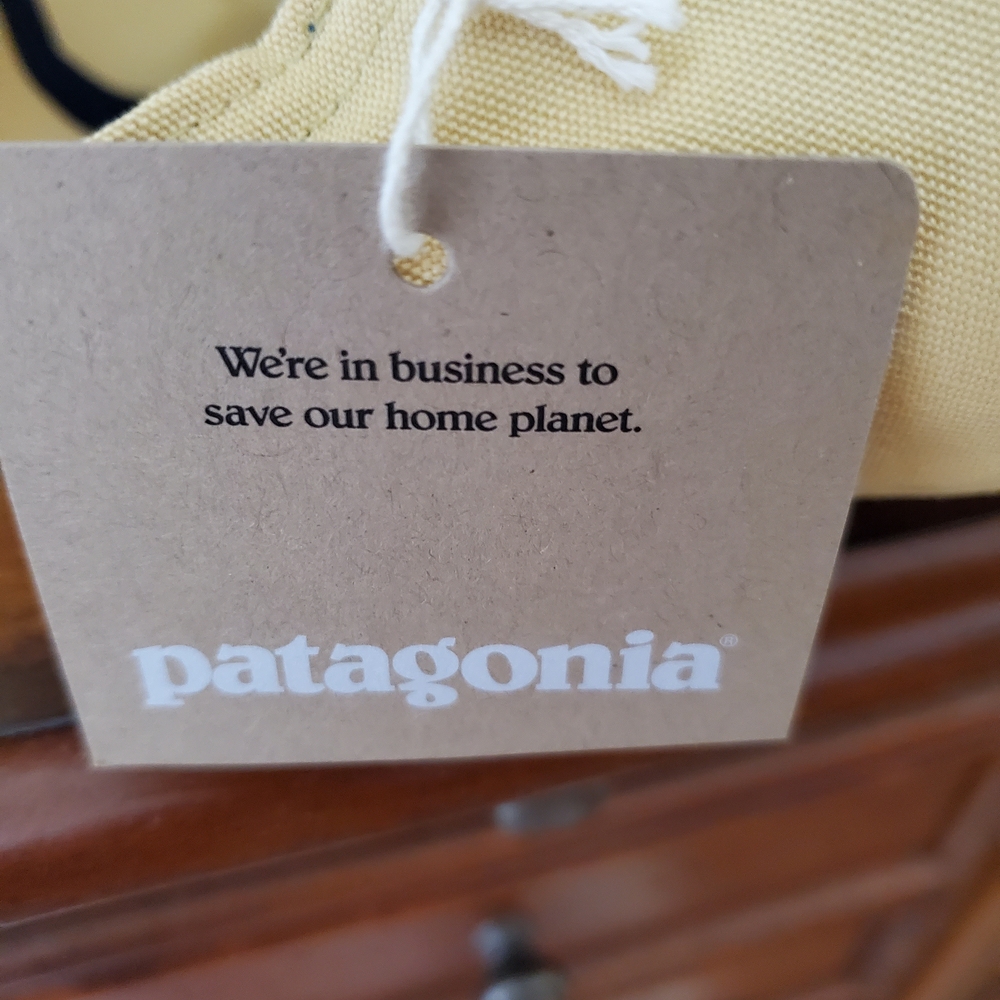 We're in business to
save our home planet.
patagonia®